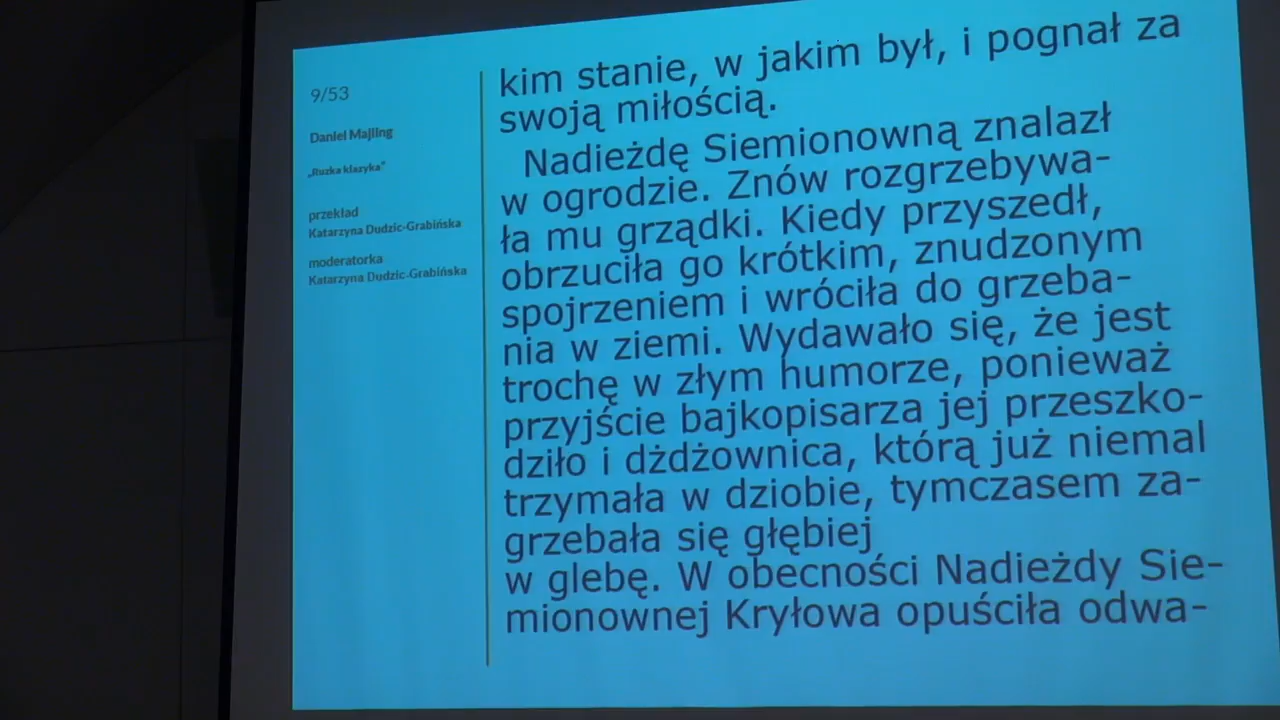 9/53
Daniel Majling
„Ruzka klazyka”
przekład
Katarzyna Dudzic-Grabińska
moderatorka
Katarzyna Dudzic-Grabińska
kim stanie, w jakim był, i pognał za
swoją miłością.
Nadieżdę Siemionowną znalazł
w ogrodzie. Znów rozgrzebywa-
ła mu grządki. Kiedy przyszedł,
obrzuciła go krótkim, znudzonym
spojrzeniem i wróciła do grzeba-
nia w ziemi. Wydawało się, że jest
trochę w złym humorze, ponieważ
przyjście bajkopisarza jej przeszko-
dziło i dżdżownica, którą już niemal
trzymała w dziobie, tymczasem za-
grzebała się głębiej
w glebę. W obecności Nadieżdy Sie-
mionownej Kryłowa opuściła odwa-